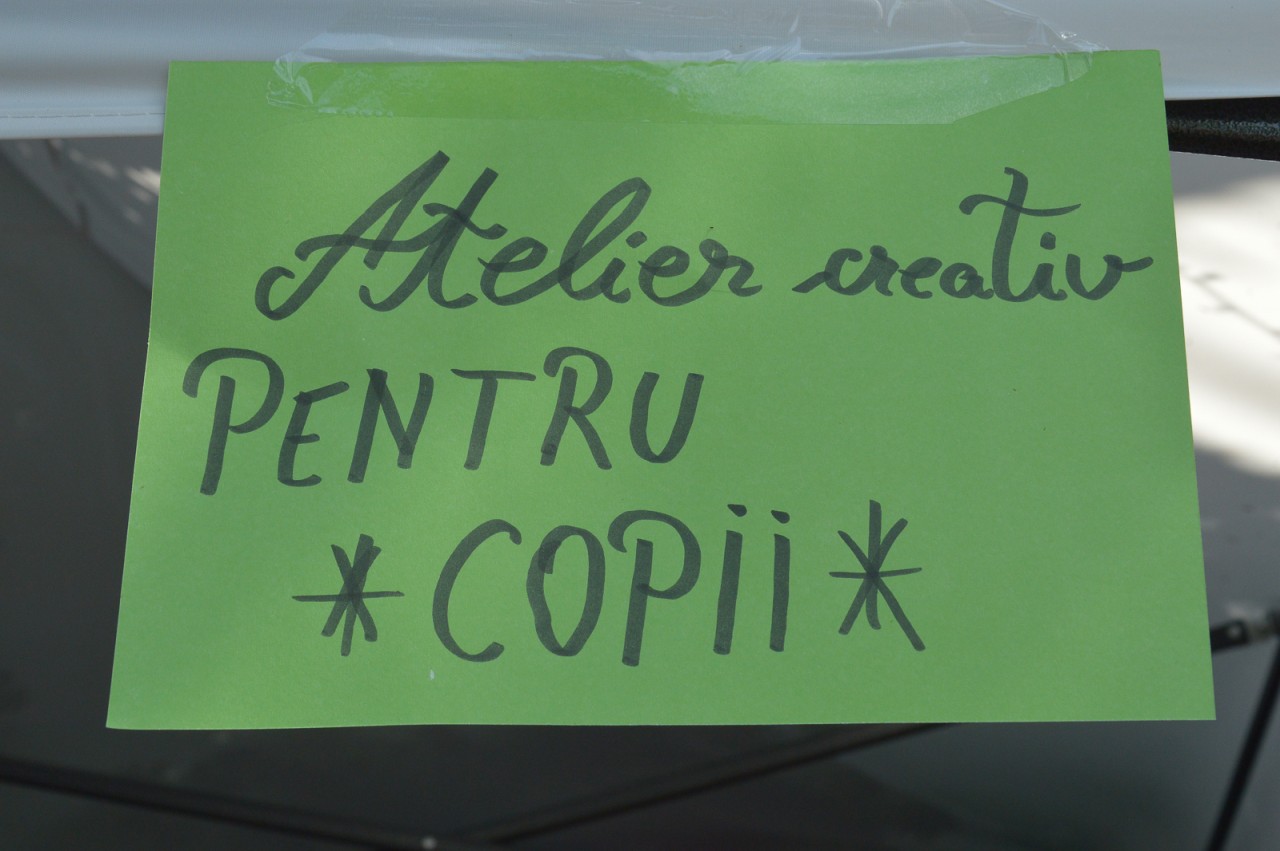 Atelier creativ
PENTRU
* COPii *